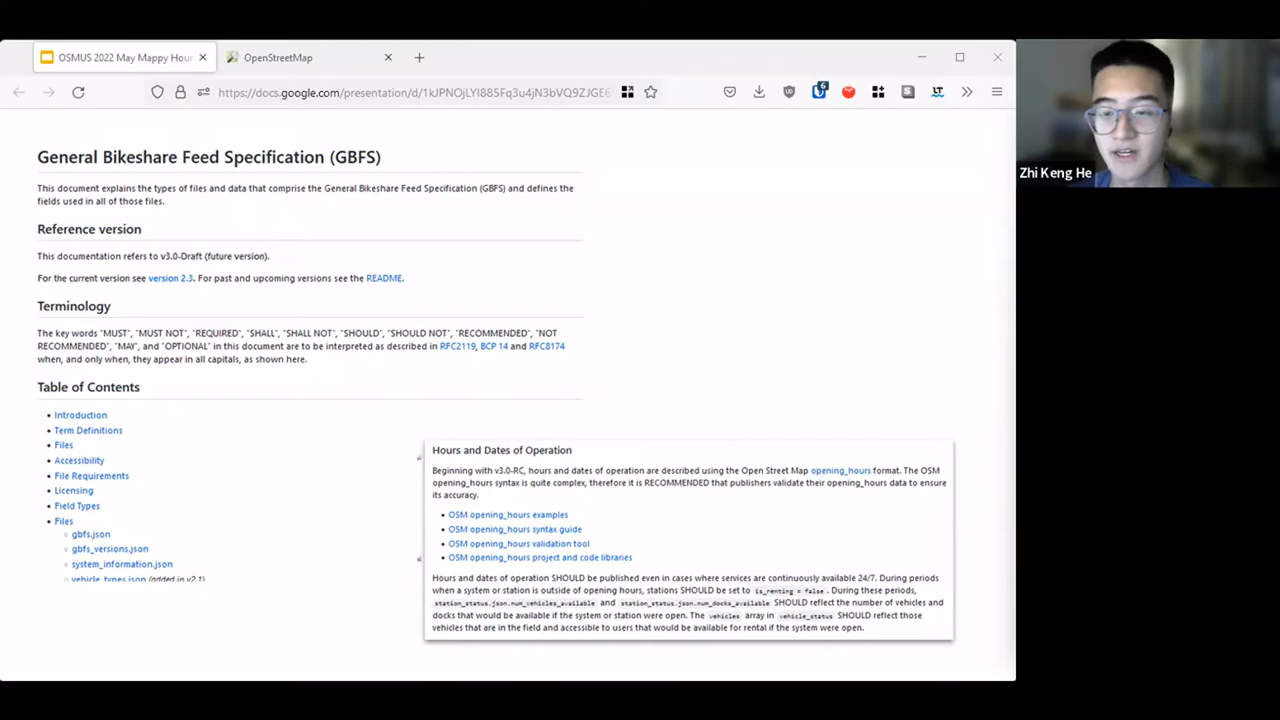 OSMUS 2022 May Mappy Hour
OpenStreetMap
https://docs.google.com/presentation/d/1kJPNOjLYI885Fq3u4jN3bVQ9ZJGE6
6
LT
General Bikeshare Feed Specification (GBFS)
This document explains the types of files and data that comprise the General Bikeshare Feed Specification (GBFS) and defines the
fields used in all of those files.
Reference version
This documentation refers to v3.0-Draft (future version).
For the current version see version 2.3. For past and upcoming versions see the README.
Terminology
The key words "MUST", "MUST NOT", "REQUIRED", "SHALL", "SHALL NOT", "SHOULD", "SHOULD NOT", "RECOMMENDED", "NOT
RECOMMENDED", "MAY", and "OPTIONAL" in this document are to be interpreted as described in RFC2119, BCP 14 and RFC8174
when, and only when, they appear in all capitals, as shown here.
Table of Contents
Introduction
Term Definitions
Files
Accessibility
File Requirements
Licensing
Field Types
Files
gbfs.json
gbfs_versions.json
system_information.json
vehicle_types.json (added in v2.1)
Hours and Dates of Operation
Beginning with v3.0-RC, hours and dates of operation are described using the Open Street Map opening_hours format. The OSM
opening_hours syntax is quite complex, therefore it is RECOMMENDED that publishers validate their opening_hours data to ensure
its accuracy.
OSM opening_hours examples
OSM opening_hours syntax guide
OSM opening_hours validation tool
OSM opening_hours project and code libraries
Hours and dates of operation SHOULD be published even in cases where services are continuously available 24/7. During periods
when a system or station is outside of opening hours, stations SHOULD be set to is_renting = false . During these periods,
station_status.json.num_vehicles_available and station_status.json.num_docks_available SHOULD reflect the number of vehicles and
docks that would be available if the system or station were open. The vehicles array in vehicle_status SHOULD reflect those
vehicles that are in the field and accessible to users that would be available for rental if the system were open.
Zhi Keng He